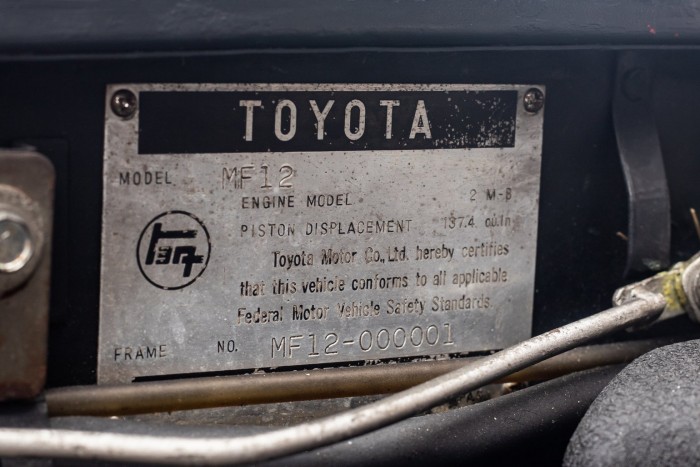 TOYOTA
MODEL MF12
ENGINE MODEL 2 M-B
PISTON DISPLACEMENT 137.4 cu.in
Toyota Motor Co.,Ltd. hereby certifies
that this vehicle conforms to all applicable
Federal Motor Vehicle Safety Standards.
FRAME NO. MF12-000001